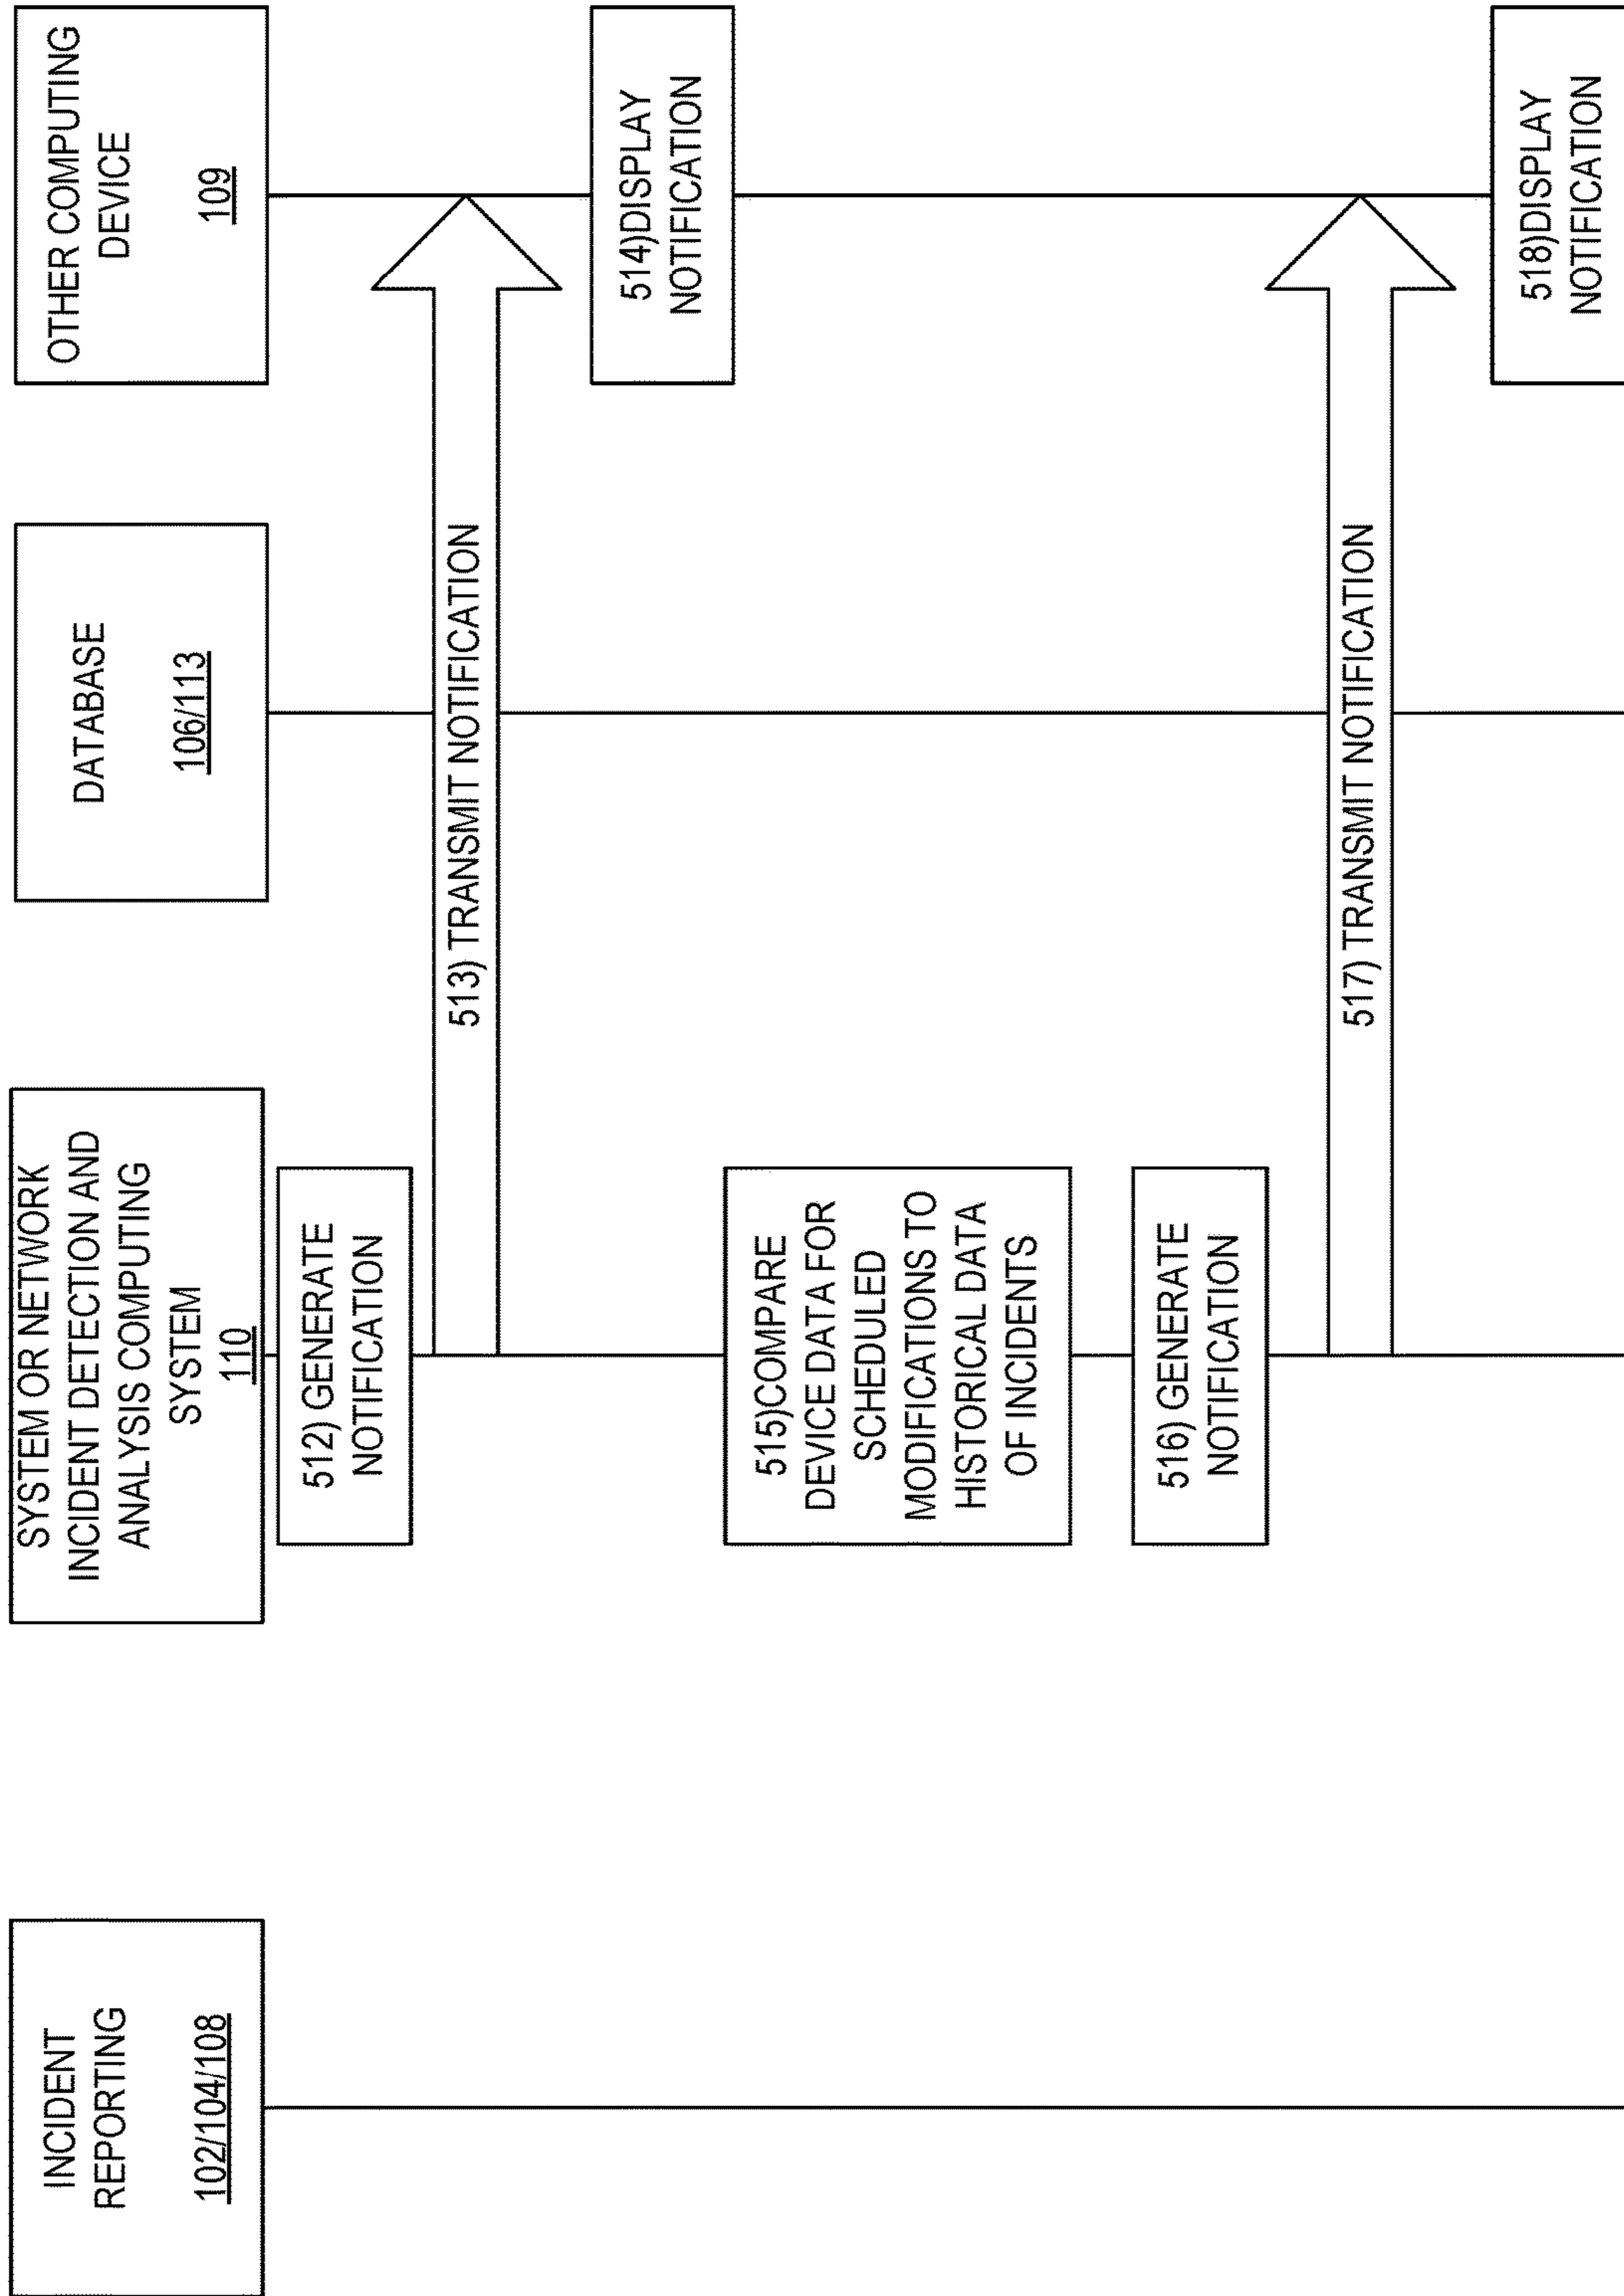 INCIDENT
REPORTING
102/104/108
SYSTEM OR NETWORK
INCIDENT DETECTION AND
ANALYSIS COMPUTING
SYSTEM
110
DATABASE
106/113
OTHER COMPUTING
DEVICE
109
512) GENERATE
NOTIFICATION
513) TRANSMIT NOTIFICATION
514)DISPLAY
NOTIFICATION
515)COMPARE
DEVICE DATA FOR
SCHEDULED
MODIFICATIONS TO
HISTORICAL DATA
OF INCIDENTS
516) GENERATE
NOTIFICATION
517) TRANSMIT NOTIFICATION
518)DISPLAY
NOTIFICATION